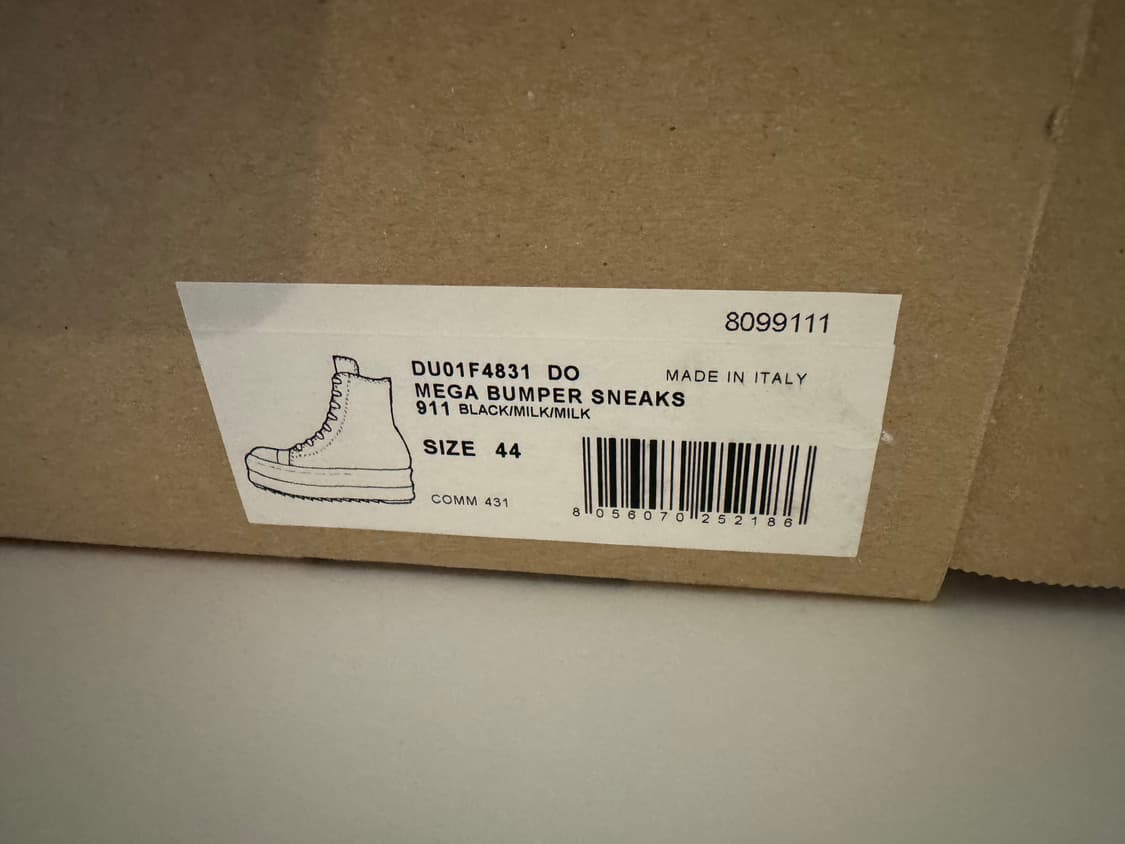 8099111
DU01F4831 DO
MADE IN ITALY
MEGA BUMPER SNEAKS
911 BLACK/MILK/MILK
SIZE 44
COMM 431
8 056070 252186